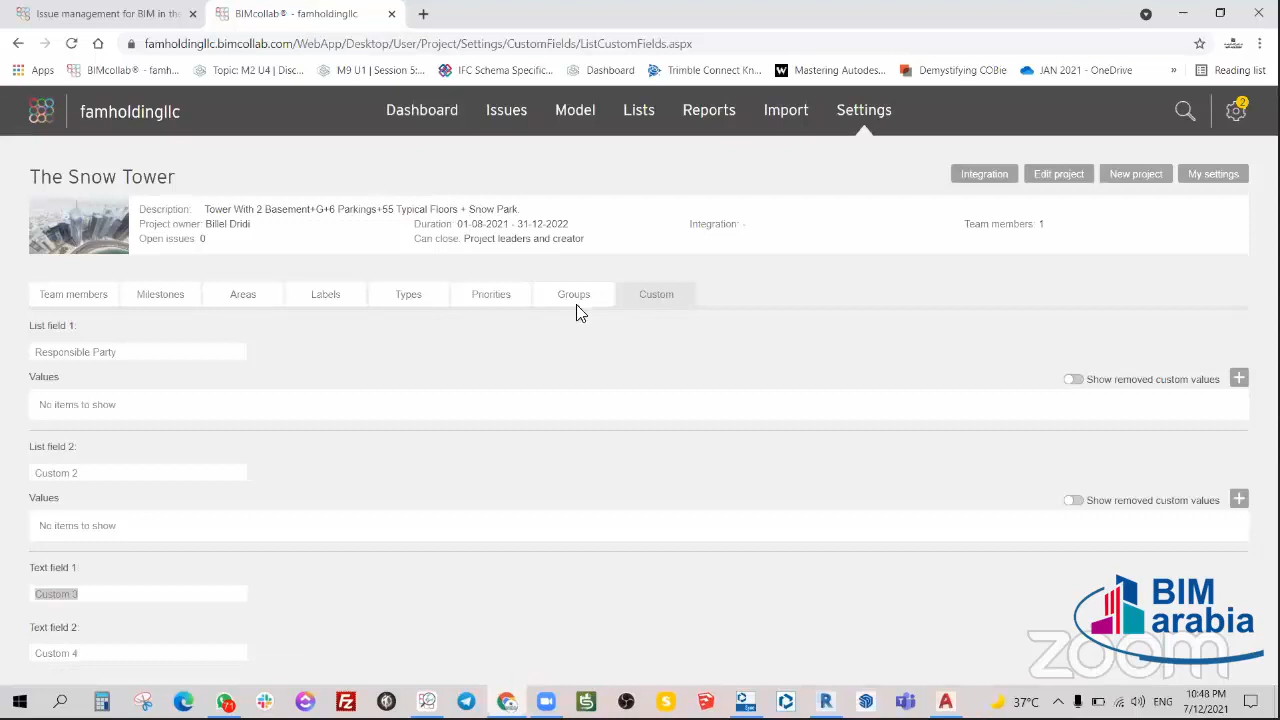 Issue management for BIM in the
BIMcollab® - famholdingllc
famholdingllc.bimcollab.com/WebApp/Desktop/User/Project/Settings/CustomFields/ListCustomFields.aspx
Apps BIMcollab® - famh... Topic: M2 U4 | Disc... M9 U1 | Session 5:... IFC Schema Specific... Dashboard Trimble Connect Kn... Mastering Autodes... Demystifying COBie JAN 2021 - OneDrive » Reading list
famholdingllc Dashboard Issues Model Lists Reports Import Settings 2
The Snow Tower
Integration Edit project New project My settings
Description: Tower With 2 Basement+G+6 Parkings+55 Typical Floors + Snow Park.
Project owner: Billel Dridi Duration: 01-08-2021 - 31-12-2022 Integration: - Team members: 1
Open issues: 0 Can close: Project leaders and creator
Team members Milestones Areas Labels Types Priorities Groups Custom
List field 1:
Responsible Party
Values Show removed custom values
No items to show
List field 2:
Custom 2
Values Show removed custom values
No items to show
Text field 1
Custom 3
Text field 2:
Custom 4
BIM
arabia
zoom
37°C ENG 10:48 PM
7/12/2021